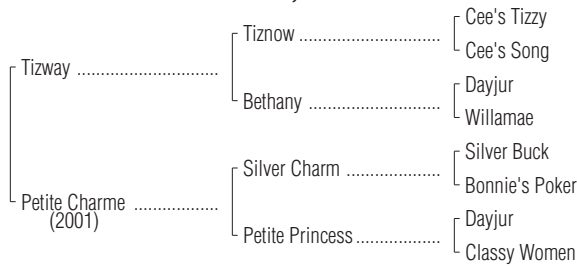 Cee's Tizzy
Tiznow
Cee's Song
Tizway
Dayjur
Bethany
Willamae
Silver Buck
Silver Charm
Bonnie's Poker
Petite Charme
(2001)
Dayjur
Petite Princess
Classy Women